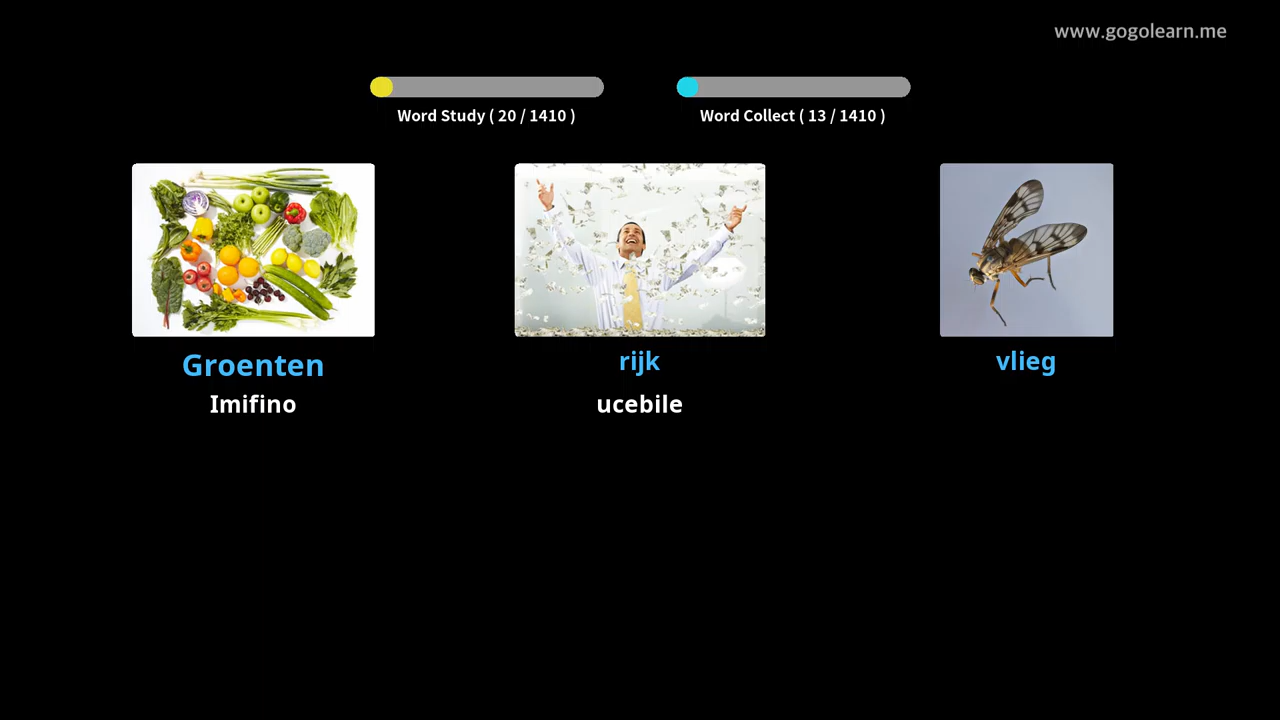 www.gogolearn.me
Word Study ( 20 / 1410 )
Word Collect ( 13 / 1410 )
Groenten
rijk
vlieg
Imifino
ucebile